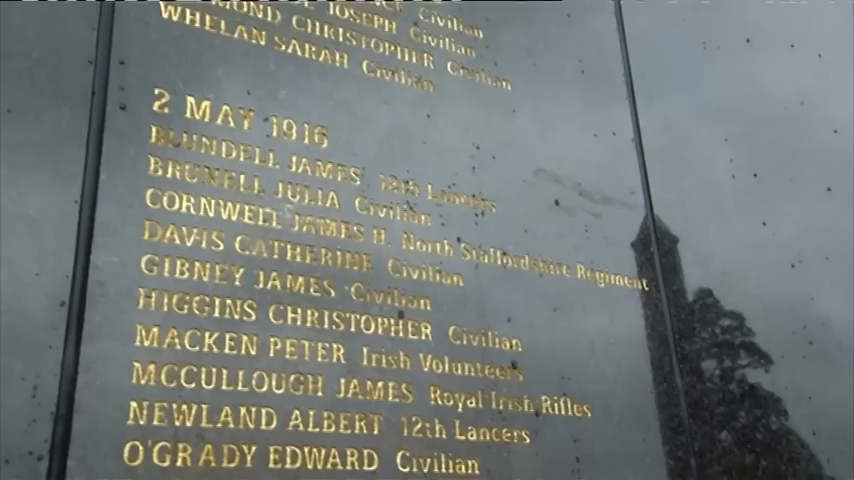 JOSEPH Civilian
MOND CHRISTOPHER Civilian
WHELAN SARAH Civilian
2 MAY 1916
BLUNDELL JAMES 12th Lancers
BRUNELL JULIA Civilian
CORNWELL JAMES H. North Staffordshire Regiment
DAVIS CATHERINE Civilian
GIBNEY JAMES Civilian
HIGGINS CHRISTOPHER Civilian
MACKEN PETER Irish Volunteers
MCCULLOUGH JAMES Royal Irish Rifles
NEWLAND ALBERT 12th Lancers
O'GRADY EDWARD Civilian